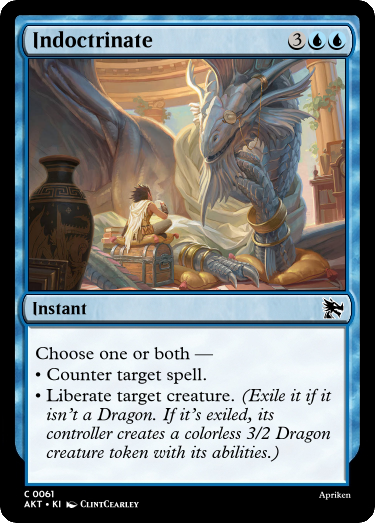 Indoctrinate
3
Instant
Choose one or both —
• Counter target spell.
• Liberate target creature. (Exile it if it
isn't a Dragon. If it's exiled, its
controller creates a colorless 3/2 Dragon
creature token with its abilities.)
C 0061
AKT • KI ClintCearley
Apriken